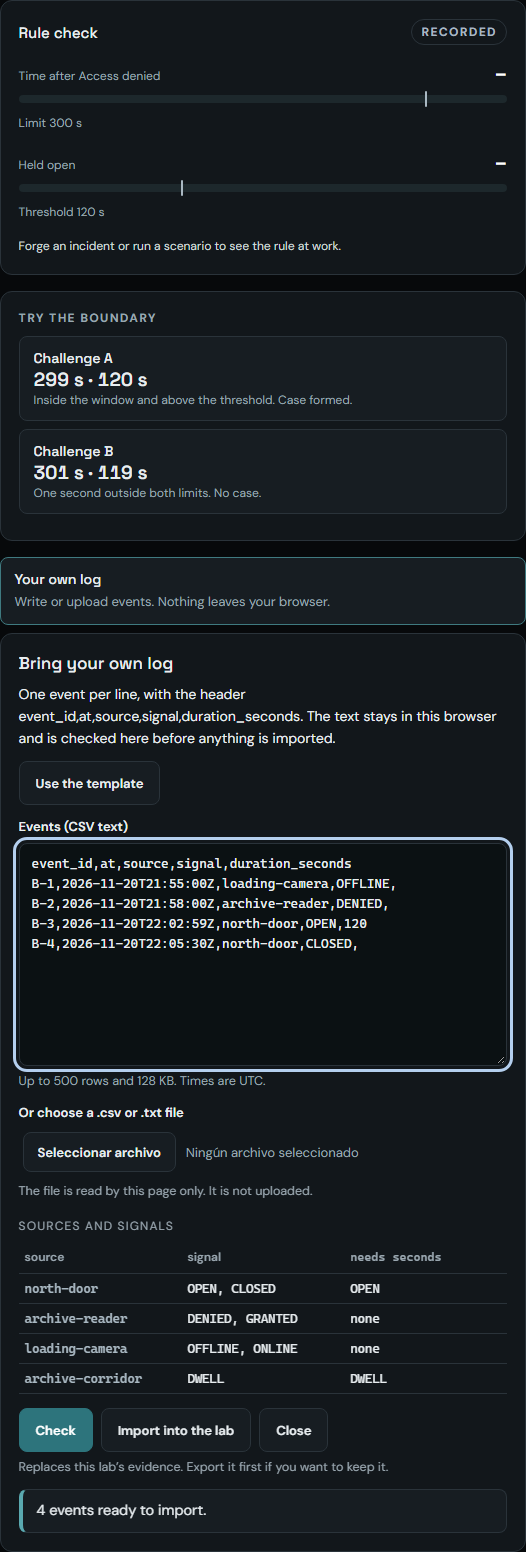 Rule check
RECORDED
Time after Access denied
–
Limit 300 s
Held open
–
Threshold 120 s
Forge an incident or run a scenario to see the rule at work.
TRY THE BOUNDARY
Challenge A
299 s · 120 s
Inside the window and above the threshold. Case formed.
Challenge B
301 s · 119 s
One second outside both limits. No case.
Your own log
Write or upload events. Nothing leaves your browser.
Bring your own log
One event per line, with the header
event_id,at,source,signal,duration_seconds. The text stays in this browser
and is checked here before anything is imported.
Use the template
Events (CSV text)
event_id,at,source,signal,duration_seconds
B-1,2026-11-20T21:55:00Z,loading-camera,OFFLINE,
B-2,2026-11-20T21:58:00Z,archive-reader,DENIED,
B-3,2026-11-20T22:02:59Z,north-door,OPEN,120
B-4,2026-11-20T22:05:30Z,north-door,CLOSED,
Up to 500 rows and 128 KB. Times are UTC.
Or choose a .csv or .txt file
Seleccionar archivo Ningún archivo seleccionado
The file is read by this page only. It is not uploaded.
SOURCES AND SIGNALS
source signal needs seconds
north-door OPEN, CLOSED OPEN
archive-reader DENIED, GRANTED none
loading-camera OFFLINE, ONLINE none
archive-corridor DWELL DWELL
Check Import into the lab Close
Replaces this lab's evidence. Export it first if you want to keep it.
4 events ready to import.